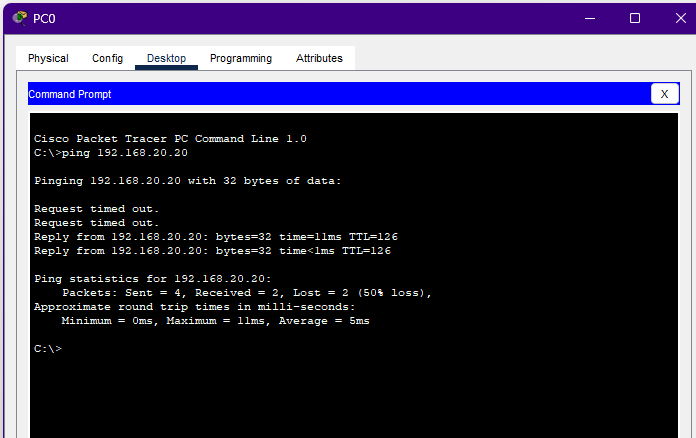 PC0
Physical Config Desktop Programming Attributes
Command Prompt X
Cisco Packet Tracer PC Command Line 1.0
C:\>ping 192.168.20.20
Pinging 192.168.20.20 with 32 bytes of data:
Request timed out.
Request timed out.
Reply from 192.168.20.20: bytes=32 time=11ms TTL=126
Reply from 192.168.20.20: bytes=32 time<1ms TTL=126
Ping statistics for 192.168.20.20:
Packets: Sent = 4, Received = 2, Lost = 2 (50% loss),
Approximate round trip times in milli-seconds:
Minimum = 0ms, Maximum = 11ms, Average = 5ms
C:\>